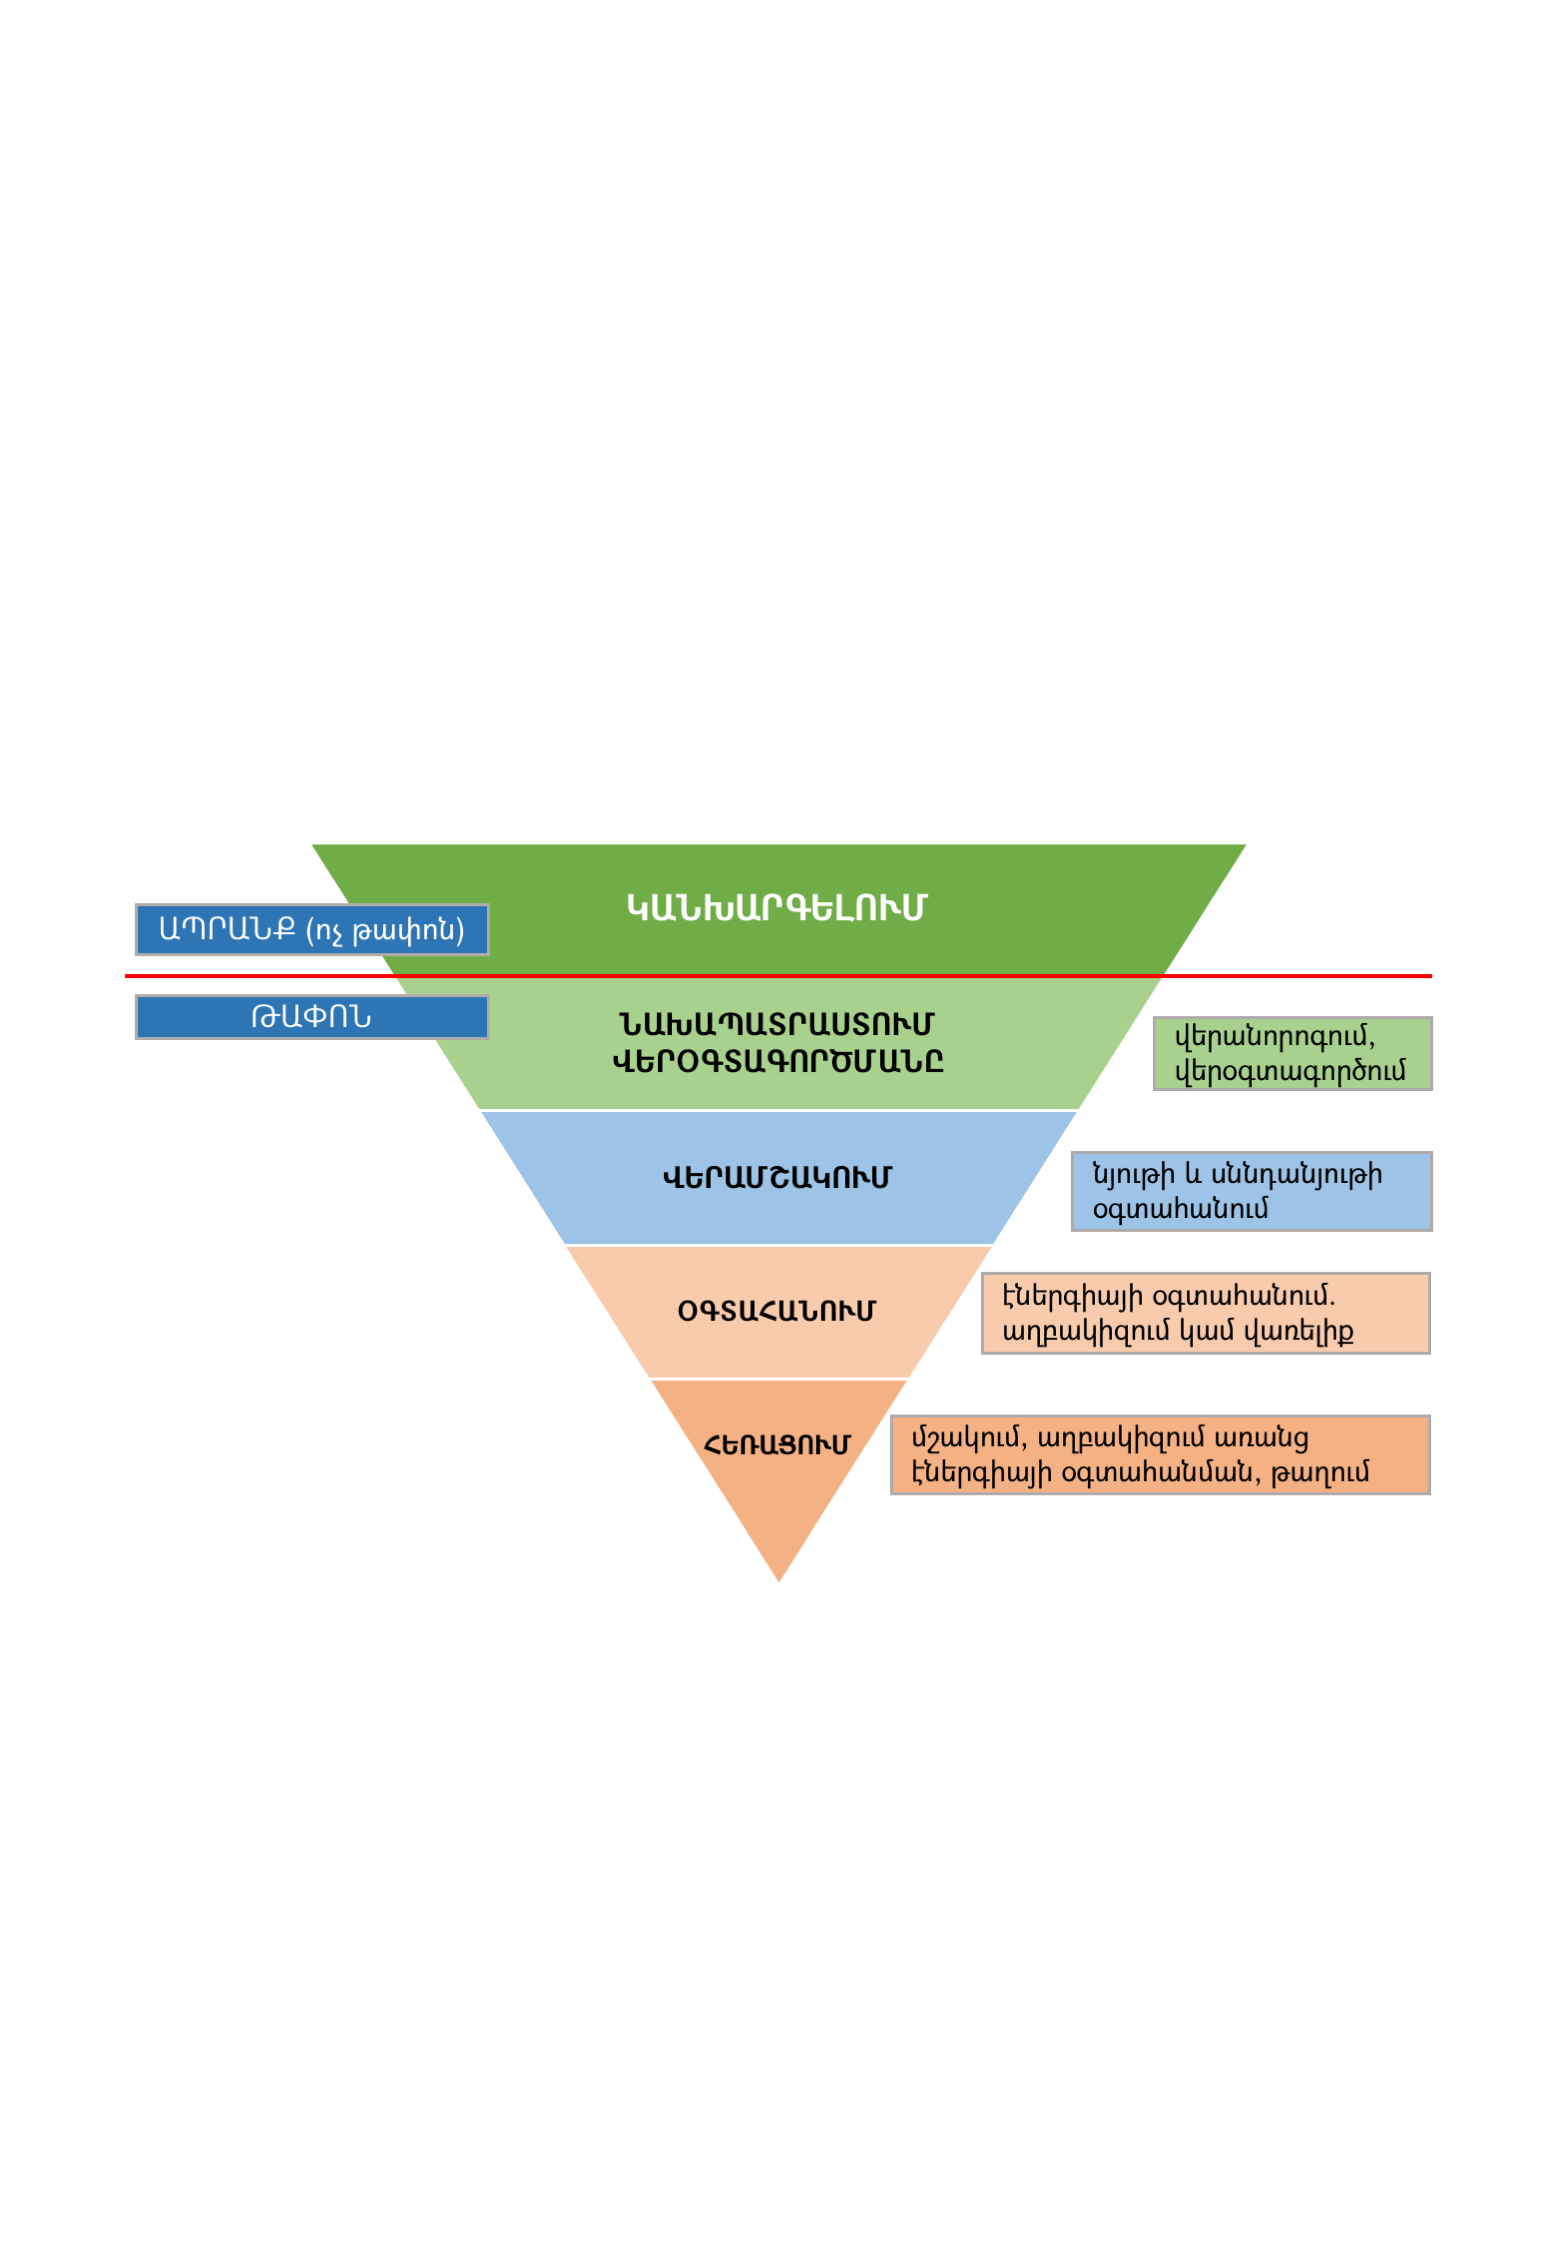 ԿԱՆԽԱՐԳԵԼՈՒՄ
ԱՊՐԱՆՔ (ոչ թափոն)
ԹԱՓՈՆ
ՆԱԽԱՊԱՏՐԱՍՏՈՒՄ
ՎԵՐՕԳՏԱԳՈՐԾՄԱՆԸ
վերանորոգում,
վերօգտագործում
ՎԵՐԱՄՇԱԿՈՒՄ
նյութի և սննդանյութի
օգտահանում
ՕԳՏԱՀԱՆՈՒՄ
էներգիայի օգտահանում.
աղբակիզում կամ վառելիք
ՀԵՌԱՑՈՒՄ
մշակում, աղբակիզում առանց
էներգիայի օգտահանման, թաղում